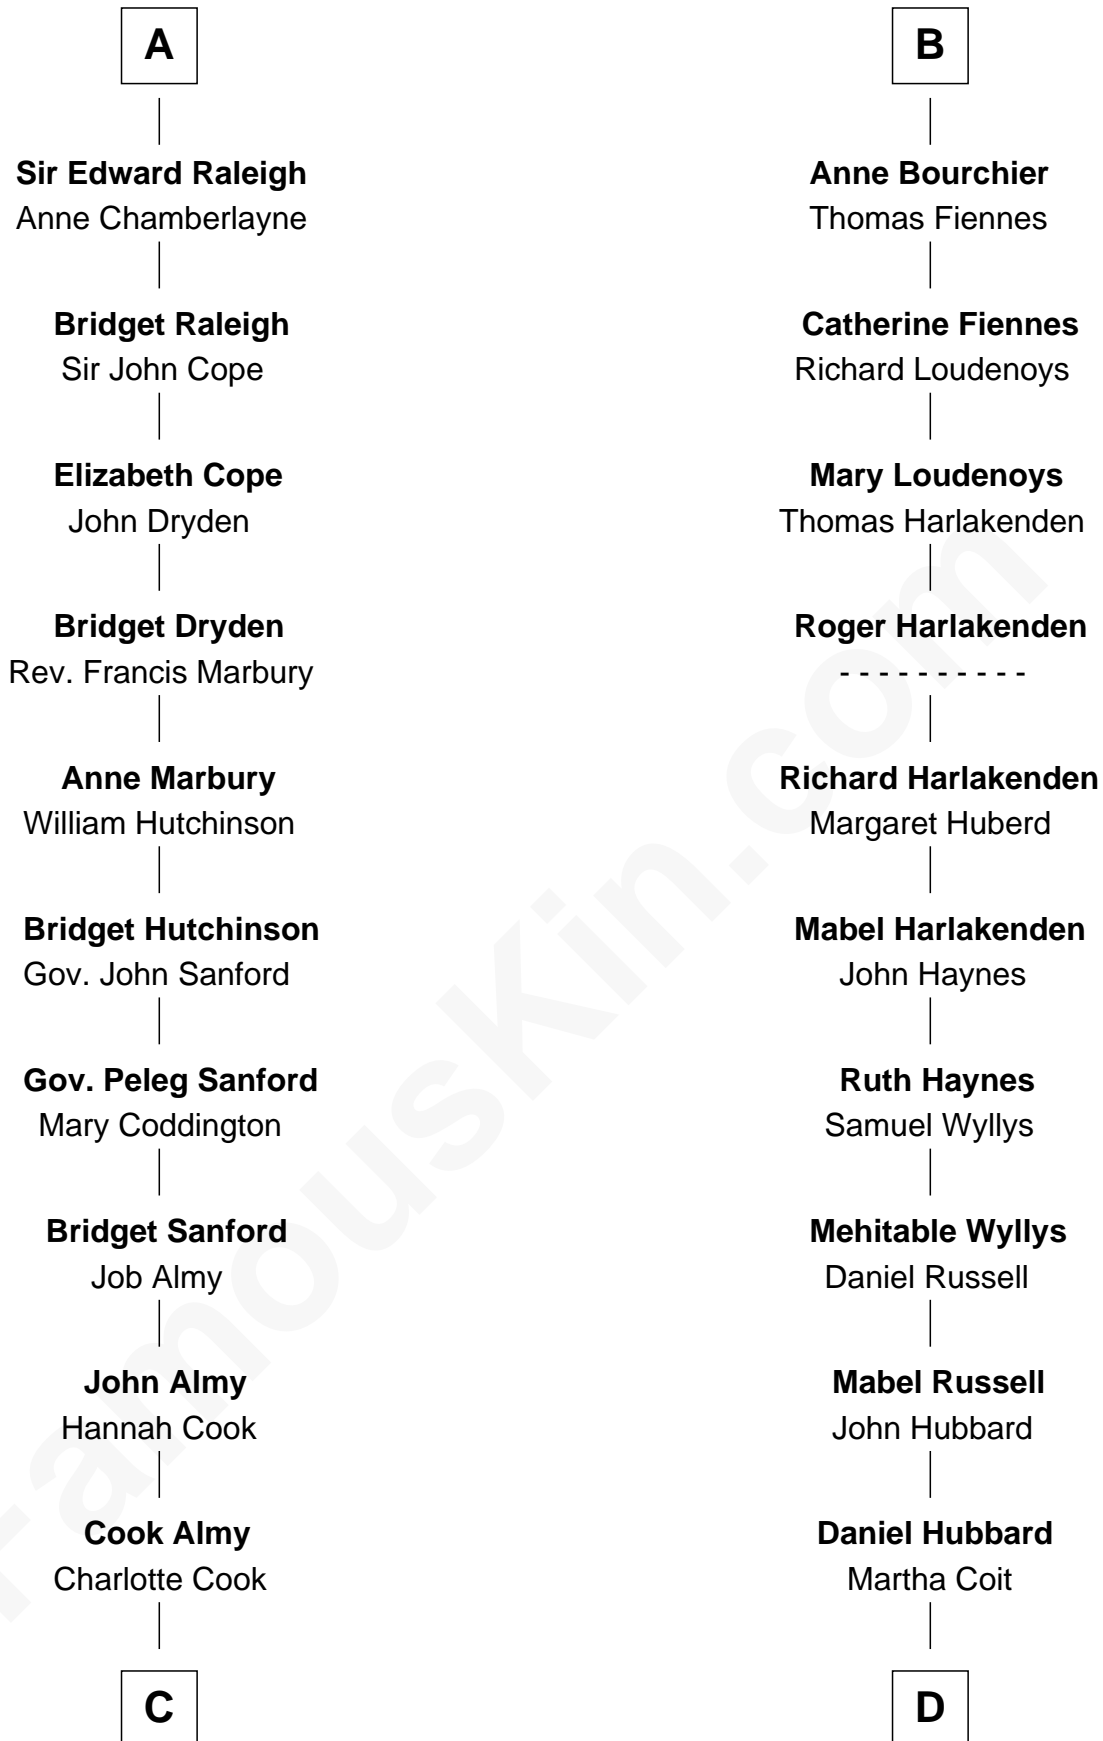 A
Sir Edward Raleigh
Anne Chamberlayne
Bridget Raleigh
Sir John Cope
Elizabeth Cope
John Dryden
Bridget Dryden
Rev. Francis Marbury
Anne Marbury
William Hutchinson
Bridget Hutchinson
Gov. John Sanford
Gov. Peleg Sanford
Mary Coddington
Bridget Sanford
Job Almy
John Almy
Hannah Cook
Cook Almy
Charlotte Cook
C
B
Anne Bourchier
Thomas Fiennes
Catherine Fiennes
Richard Loudenoys
Mary Loudenoys
Thomas Harlakenden
Roger Harlakenden
- - - - - - - - - -
Richard Harlakenden
Margaret Huberd
Mabel Harlakenden
John Haynes
Ruth Haynes
Samuel Wyllys
Mehitable Wyllys
Daniel Russell
Mabel Russell
John Hubbard
Daniel Hubbard
Martha Coit
D
FamousKin.com